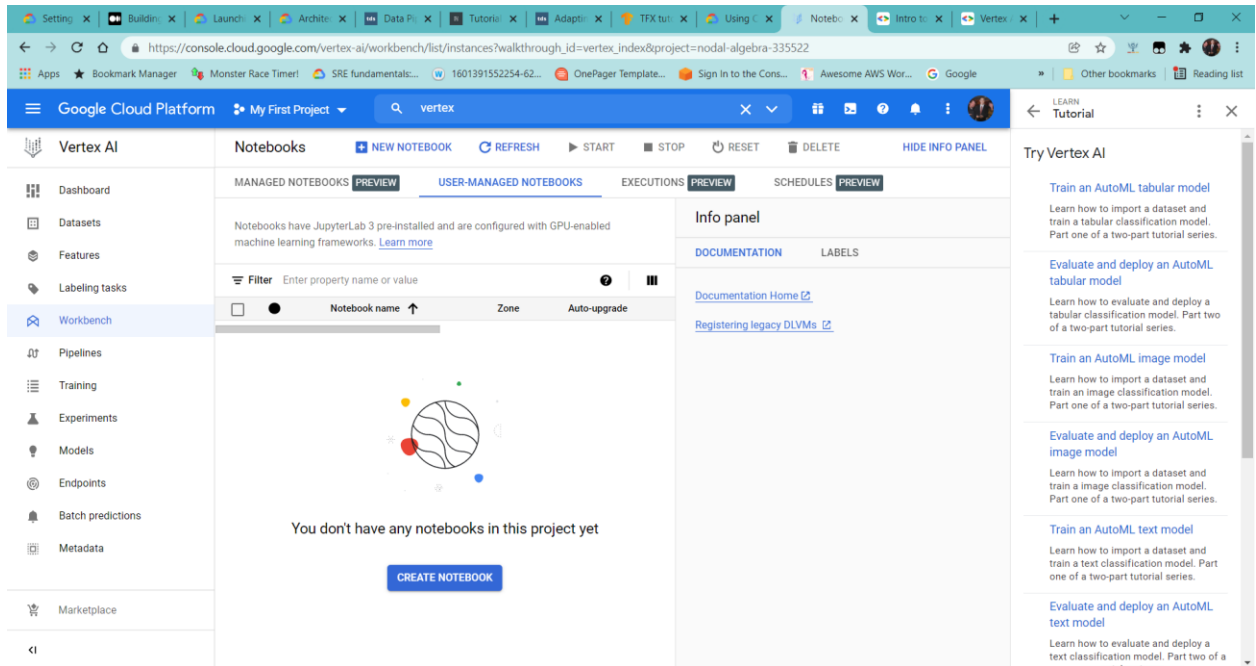 Setting
Building
Launchi
Architec
Data Pip
Tutorial
Adaptin
TFX tuto
Using C
Notebo
Intro to
Vertex
https://console.cloud.google.com/vertex-ai/workbench/list/instances?walkthrough_id=vertex_index&project=nodal-algebra-335522
Apps Bookmark Manager Monster Race Timer! SRE fundamentals:... 1601391552254-62... OnePager Template... Sign In to the Cons... Awesome AWS Wor... Google » Other bookmarks Reading list
Google Cloud Platform My First Project vertex
Vertex AI
Dashboard
Datasets
Features
Labeling tasks
Workbench
Pipelines
Training
Experiments
Models
Endpoints
Batch predictions
Metadata
Marketplace
Notebooks NEW NOTEBOOK REFRESH START STOP RESET DELETE HIDE INFO PANEL
MANAGED NOTEBOOKS PREVIEW USER-MANAGED NOTEBOOKS EXECUTIONS PREVIEW SCHEDULES PREVIEW
Notebooks have JupyterLab 3 pre-installed and are configured with GPU-enabled
machine learning frameworks. Learn more
Filter Enter property name or value
Notebook name Zone Auto-upgrade
You don't have any notebooks in this project yet
CREATE NOTEBOOK
Info panel
DOCUMENTATION LABELS
Documentation Home
Registering legacy DLVMs
LEARN
Tutorial
Try Vertex AI
Train an AutoML tabular model
Learn how to import a dataset and
train a tabular classification model.
Part one of a two-part tutorial series.
Evaluate and deploy an AutoML
tabular model
Learn how to evaluate and deploy a
tabular classification model. Part two
of a two-part tutorial series.
Train an AutoML image model
Learn how to import a dataset and
train an image classification model.
Part one of a two-part tutorial series.
Evaluate and deploy an AutoML
image model
Learn how to import a dataset and
train a image classification model.
Part one of a two-part tutorial series.
Train an AutoML text model
Learn how to import a dataset and
train a text classification model. Part
one of a two-part tutorial series.
Evaluate and deploy an AutoML
text model
Learn how to evaluate and deploy a
text classification model. Part two of a